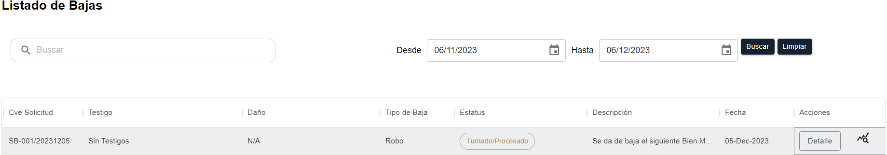 Listado de Bajas
Buscar
Desde 06/11/2023 Hasta 06/12/2023 Buscar Limpiar
Cve Solicitud Testigo Daño Tipo de Baja Estatus Descripción Fecha Acciones
SB-001/20231205 Sin Testigos N/A Robo Turnado/Procesado Se da de baja el siguiente Bien M... 05-Dec-2023 Detalle